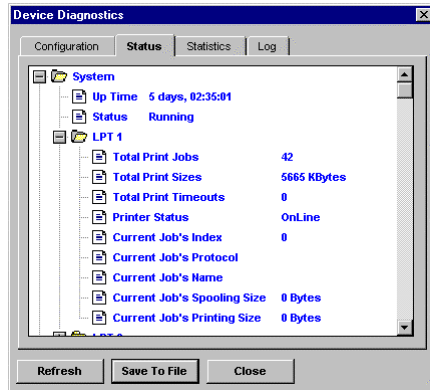 Device Diagnostics
Configuration Status Statistics Log
System
Up Time 5 days, 02:35:01
Status Running
LPT 1
Total Print Jobs 42
Total Print Sizes 5665 KBytes
Total Print Timeouts 0
Printer Status OnLine
Current Job's Index 0
Current Job's Protocol
Current Job's Name
Current Job's Spooling Size 0 Bytes
Current Job's Printing Size 0 Bytes
Refresh Save To File Close